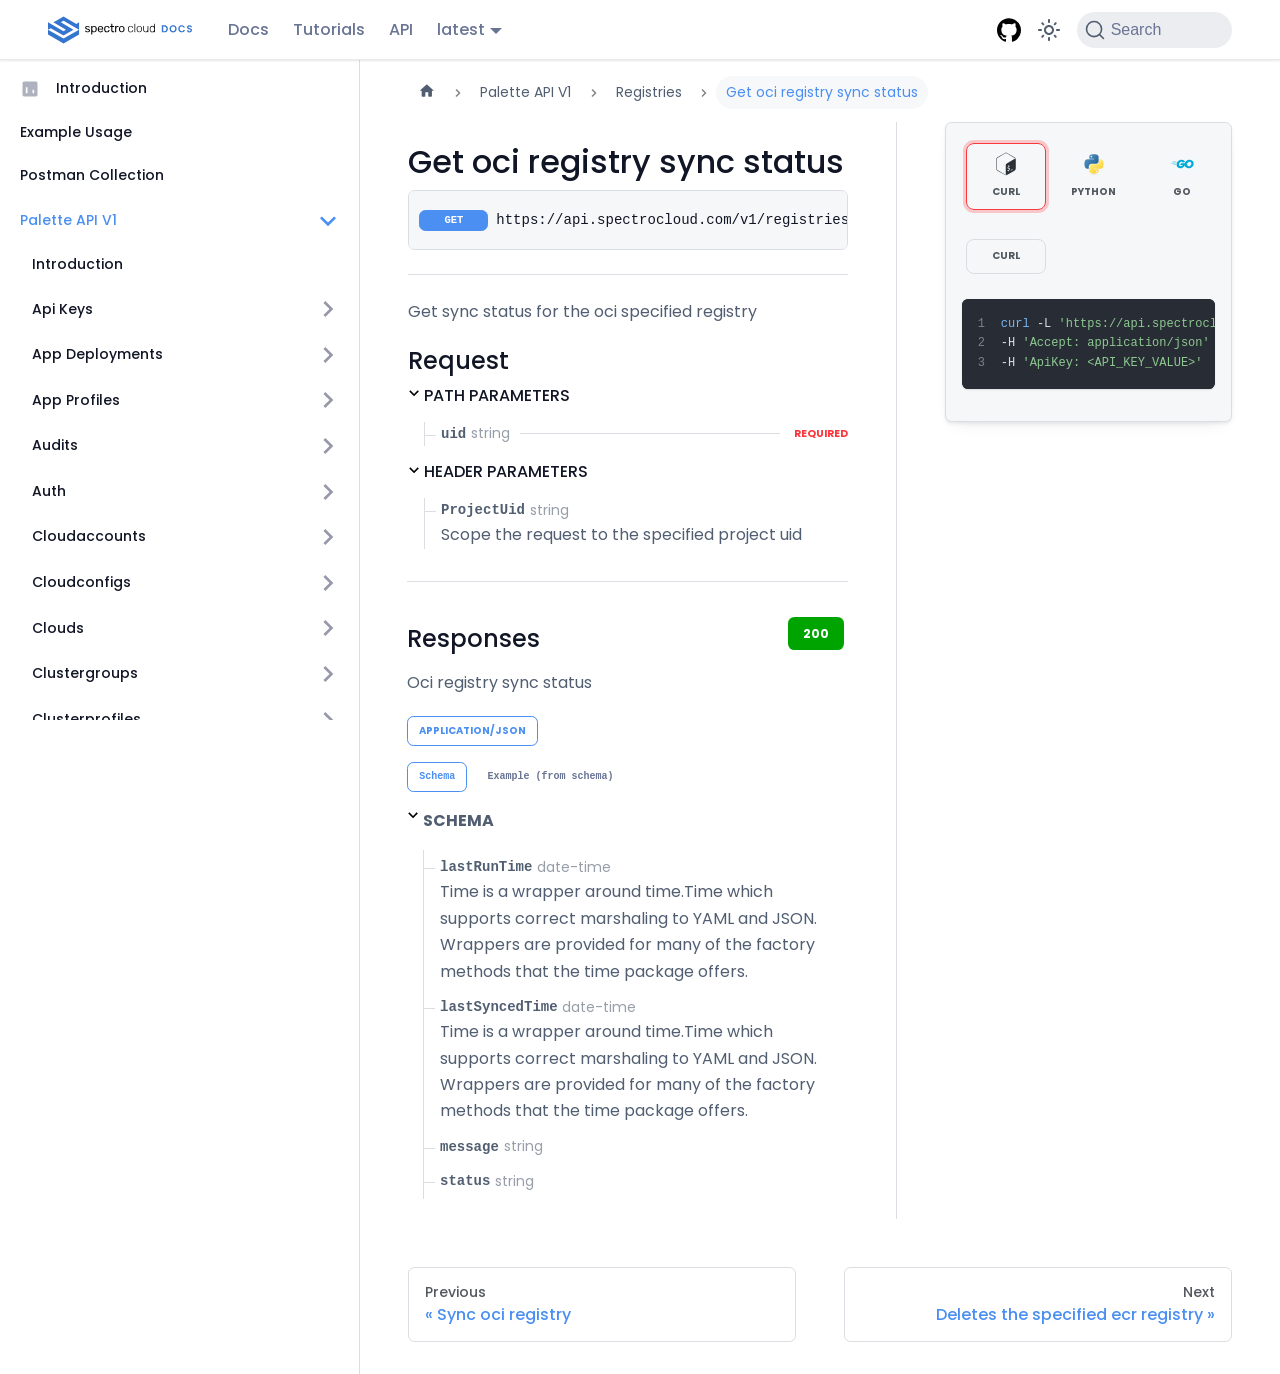 spectro cloud DOCS
Docs
Tutorials
API
latest
Search
Introduction
Example Usage
Postman Collection
Palette API V1
Introduction
Api Keys
App Deployments
App Profiles
Audits
Auth
Cloudaccounts
Cloudconfigs
Clouds
Clustergroups
Clusterprofiles
Palette API V1
Registries
Get oci registry sync status
Get oci registry sync status
GET https://api.spectrocloud.com/v1/registries
Get sync status for the oci specified registry
Request
PATH PARAMETERS
uid string REQUIRED
HEADER PARAMETERS
ProjectUid string
Scope the request to the specified project uid
Responses
200
Oci registry sync status
APPLICATION/JSON
Schema
Example (from schema)
SCHEMA
lastRunTime date-time
Time is a wrapper around time.Time which
supports correct marshaling to YAML and JSON.
Wrappers are provided for many of the factory
methods that the time package offers.
lastSyncedTime date-time
Time is a wrapper around time.Time which
supports correct marshaling to YAML and JSON.
Wrappers are provided for many of the factory
methods that the time package offers.
message string
status string
CURL
PYTHON
GO
CURL
1 curl -L 'https://api.spectrocl
2 -H 'Accept: application/json'
3 -H 'ApiKey: <API_KEY_VALUE>'
Previous
« Sync oci registry
Next
Deletes the specified ecr registry »